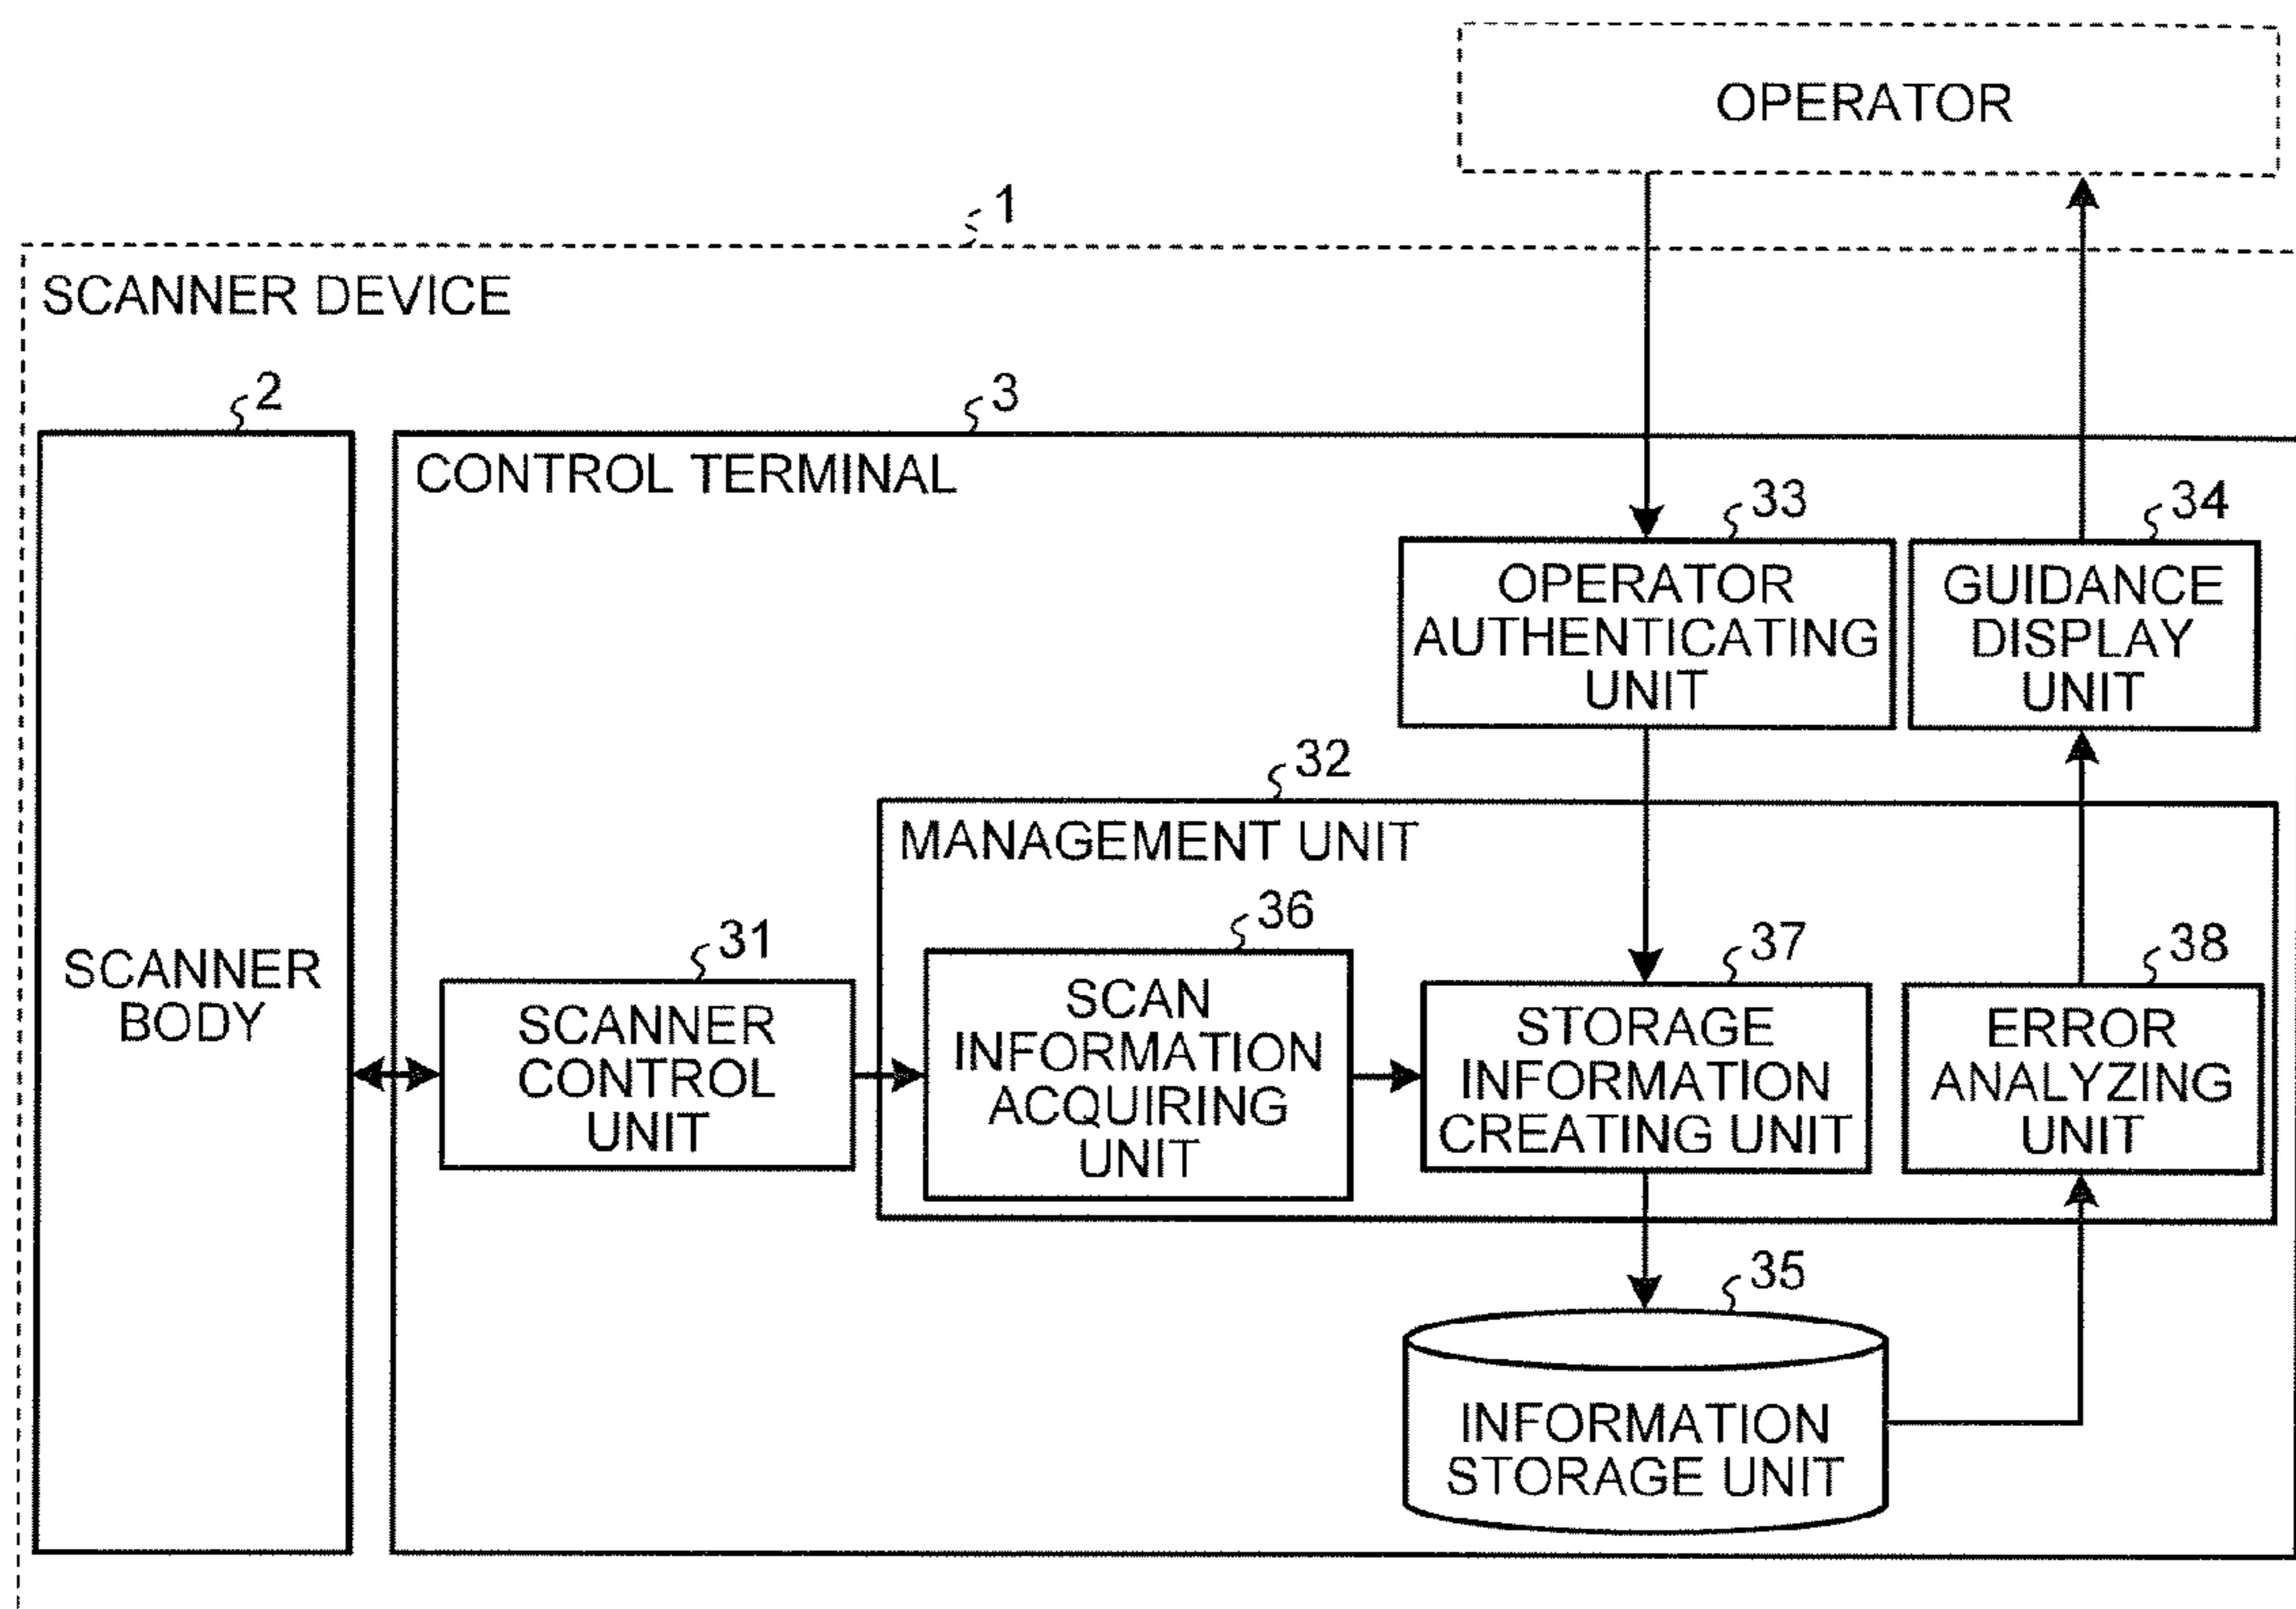 OPERATOR
1
SCANNER DEVICE
2
3
CONTROL TERMINAL
33
34
OPERATOR
AUTHENTICATING
UNIT
GUIDANCE
DISPLAY
UNIT
32
MANAGEMENT UNIT
31
36
37
38
SCANNER
BODY
SCANNER
CONTROL
UNIT
SCAN
INFORMATION
ACQUIRING
UNIT
STORAGE
INFORMATION
CREATING UNIT
ERROR
ANALYZING
UNIT
35
INFORMATION
STORAGE UNIT